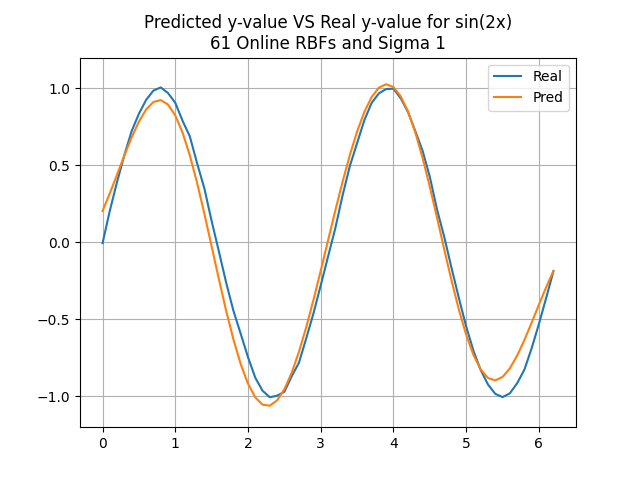 Predicted y-value VS Real y-value for sin(2x)
61 Online RBFs and Sigma 1
Real
Pred
1.0
0.5
0.0
−0.5
−1.0
0 1 2 3 4 5 6